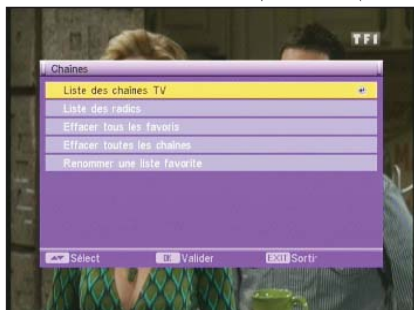 TF1
Chaînes
Liste des chaînes TV
Liste des radics
Effacer tous les favoris
Effacer toutes les chaînes
Renommer une liste favorite
Sélect OK Valider EXIT Sortir